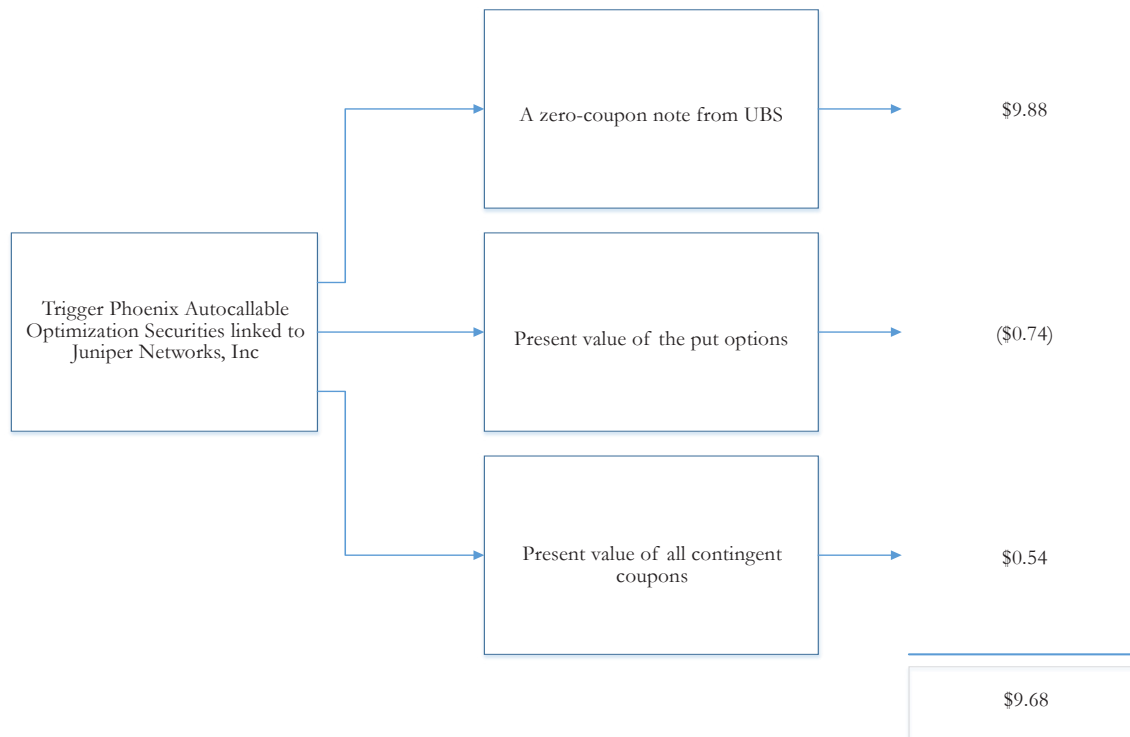 A zero-coupon note from UBS
$9.88
Trigger Phoenix Autocallable
Optimization Securities linked to
Juniper Networks, Inc
Present value of the put options
($0.74)
Present value of all contingent
coupons
$0.54
$9.68